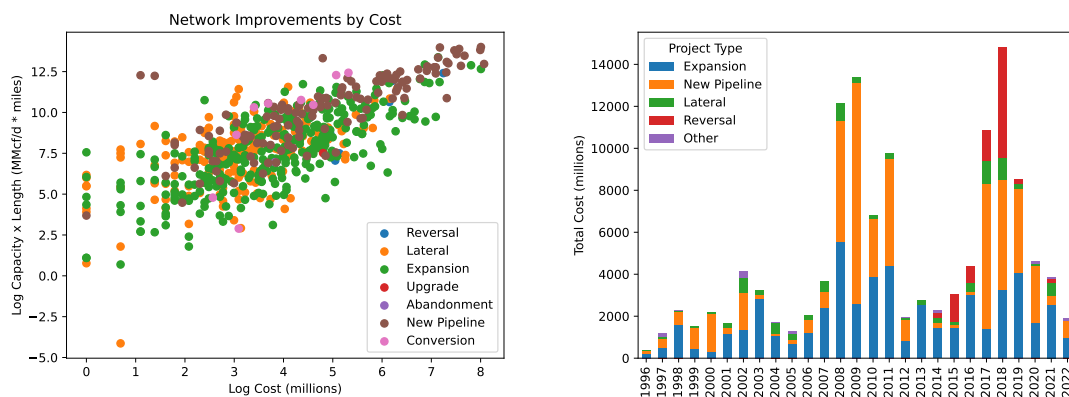 Network Improvements by Cost
Log Capacity x Length (MMcf/d * miles)
12.5
10.0
7.5
5.0
2.5
0.0
−2.5
−5.0
Reversal
Lateral
Expansion
Upgrade
Abandonment
New Pipeline
Conversion
0 1 2 3 4 5 6 7 8
Log Cost (millions)
Total Cost (millions)
14000
12000
10000
8000
6000
4000
2000
0
Project Type
Expansion
New Pipeline
Lateral
Reversal
Other
1996 1997 1998 1999 2000 2001 2002 2003 2004 2005 2006 2007 2008 2009 2010 2011 2012 2013 2014 2015 2016 2017 2018 2019 2020 2021 2022